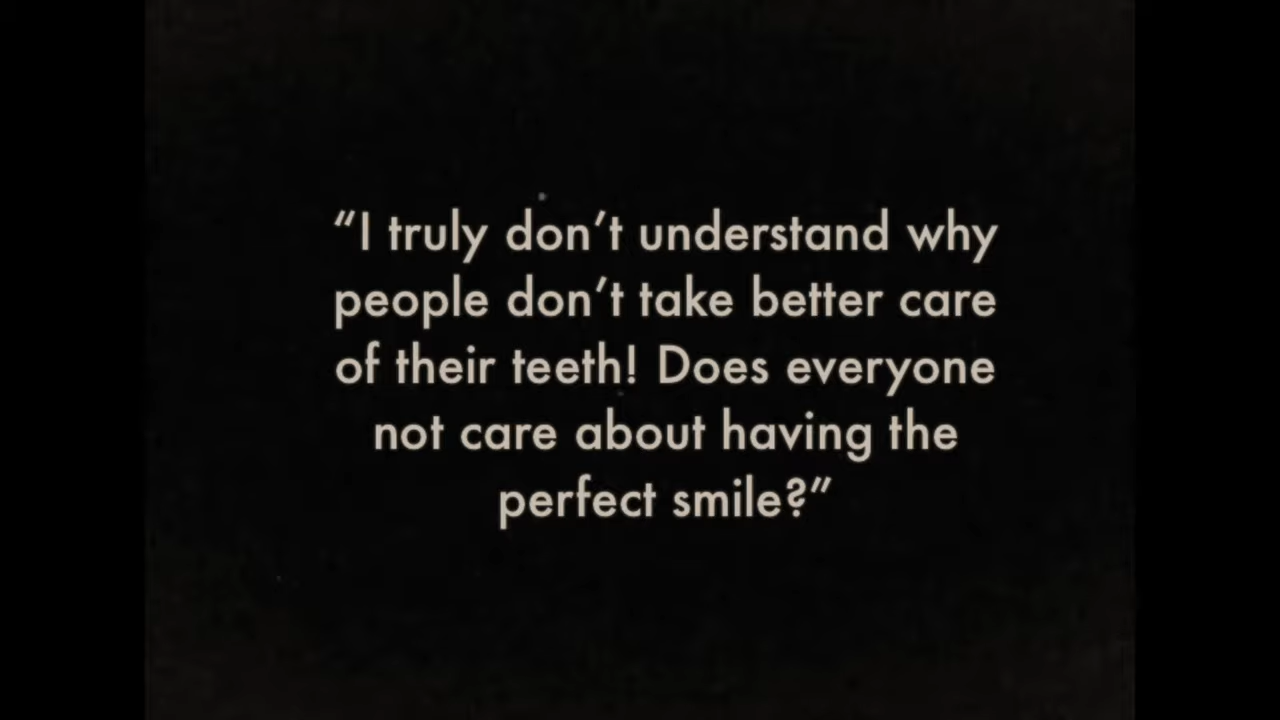 “I truly don’t understand why
people don’t take better care
of their teeth! Does everyone
not care about having the
perfect smile?”